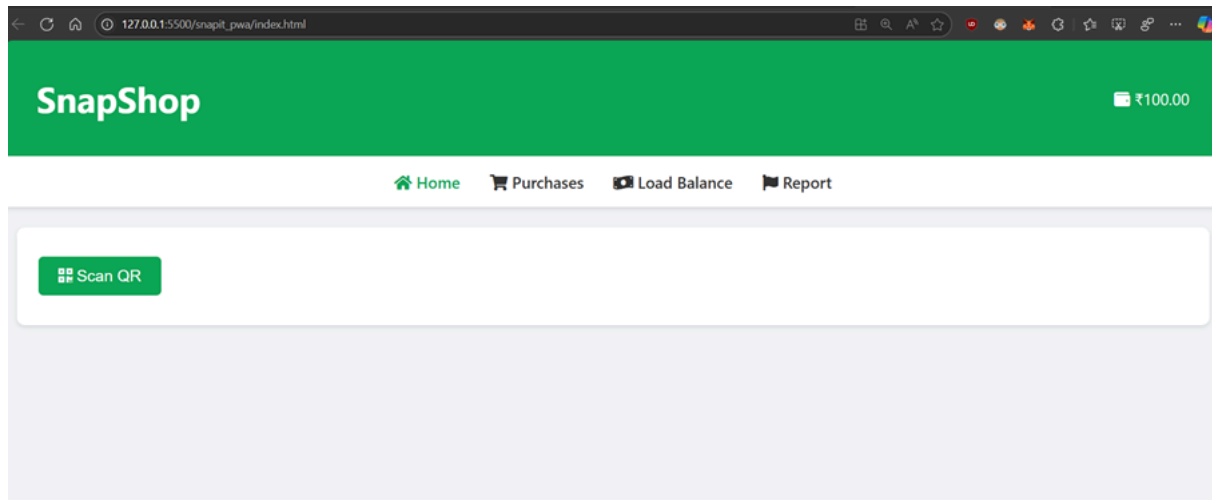 127.0.0.1:5500/snapit_pwa/index.html
SnapShop
₹100.00
Home Purchases Load Balance Report
Scan QR